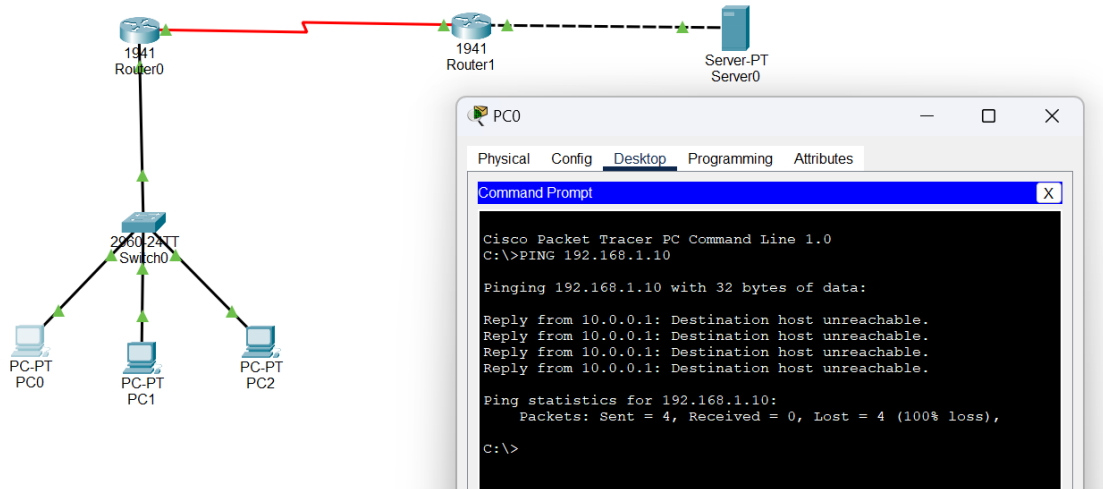 1941
Router0
1941
Router1
Server-PT
Server0
2960-24TT
Switch0
PC-PT
PC0
PC-PT
PC1
PC-PT
PC2
PC0
Physical Config Desktop Programming Attributes
Command Prompt
X
Cisco Packet Tracer PC Command Line 1.0
C:\>PING 192.168.1.10
Pinging 192.168.1.10 with 32 bytes of data:
Reply from 10.0.0.1: Destination host unreachable.
Reply from 10.0.0.1: Destination host unreachable.
Reply from 10.0.0.1: Destination host unreachable.
Reply from 10.0.0.1: Destination host unreachable.
Ping statistics for 192.168.1.10:
Packets: Sent = 4, Received = 0, Lost = 4 (100% loss),
C:\>